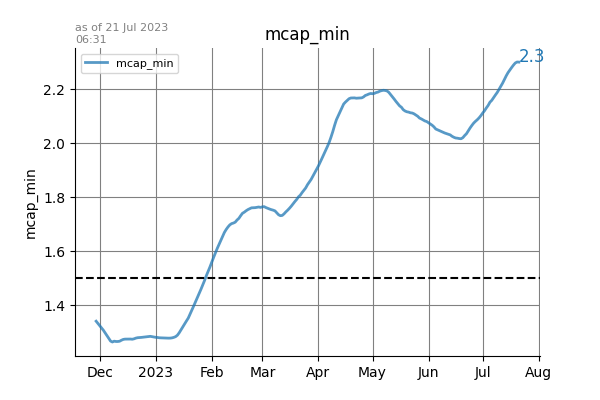 as of 21 Jul 2023
06:31
mcap_min
mcap_min
2.3
2.2
2.0
1.8
1.6
1.4
mcap_min
Dec 2023 Feb Mar Apr May Jun Jul Aug